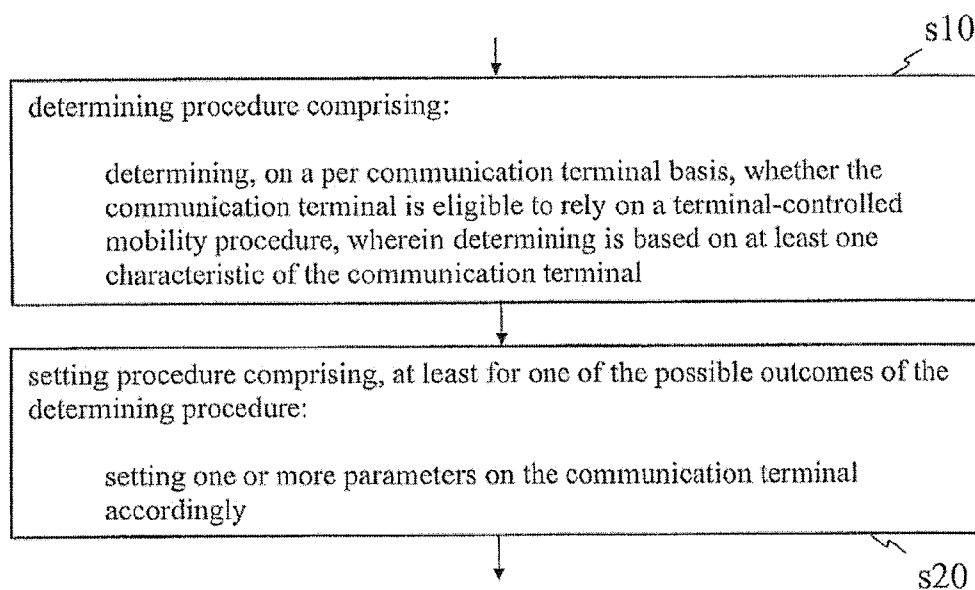 s10
determining procedure comprising:
determining, on a per communication terminal basis, whether the
communication terminal is eligible to rely on a terminal-controlled
mobility procedure, wherein determining is based on at least one
characteristic of the communication terminal
setting procedure comprising, at least for one of the possible outcomes of the
determining procedure:
setting one or more parameters on the communication terminal
accordingly
s20